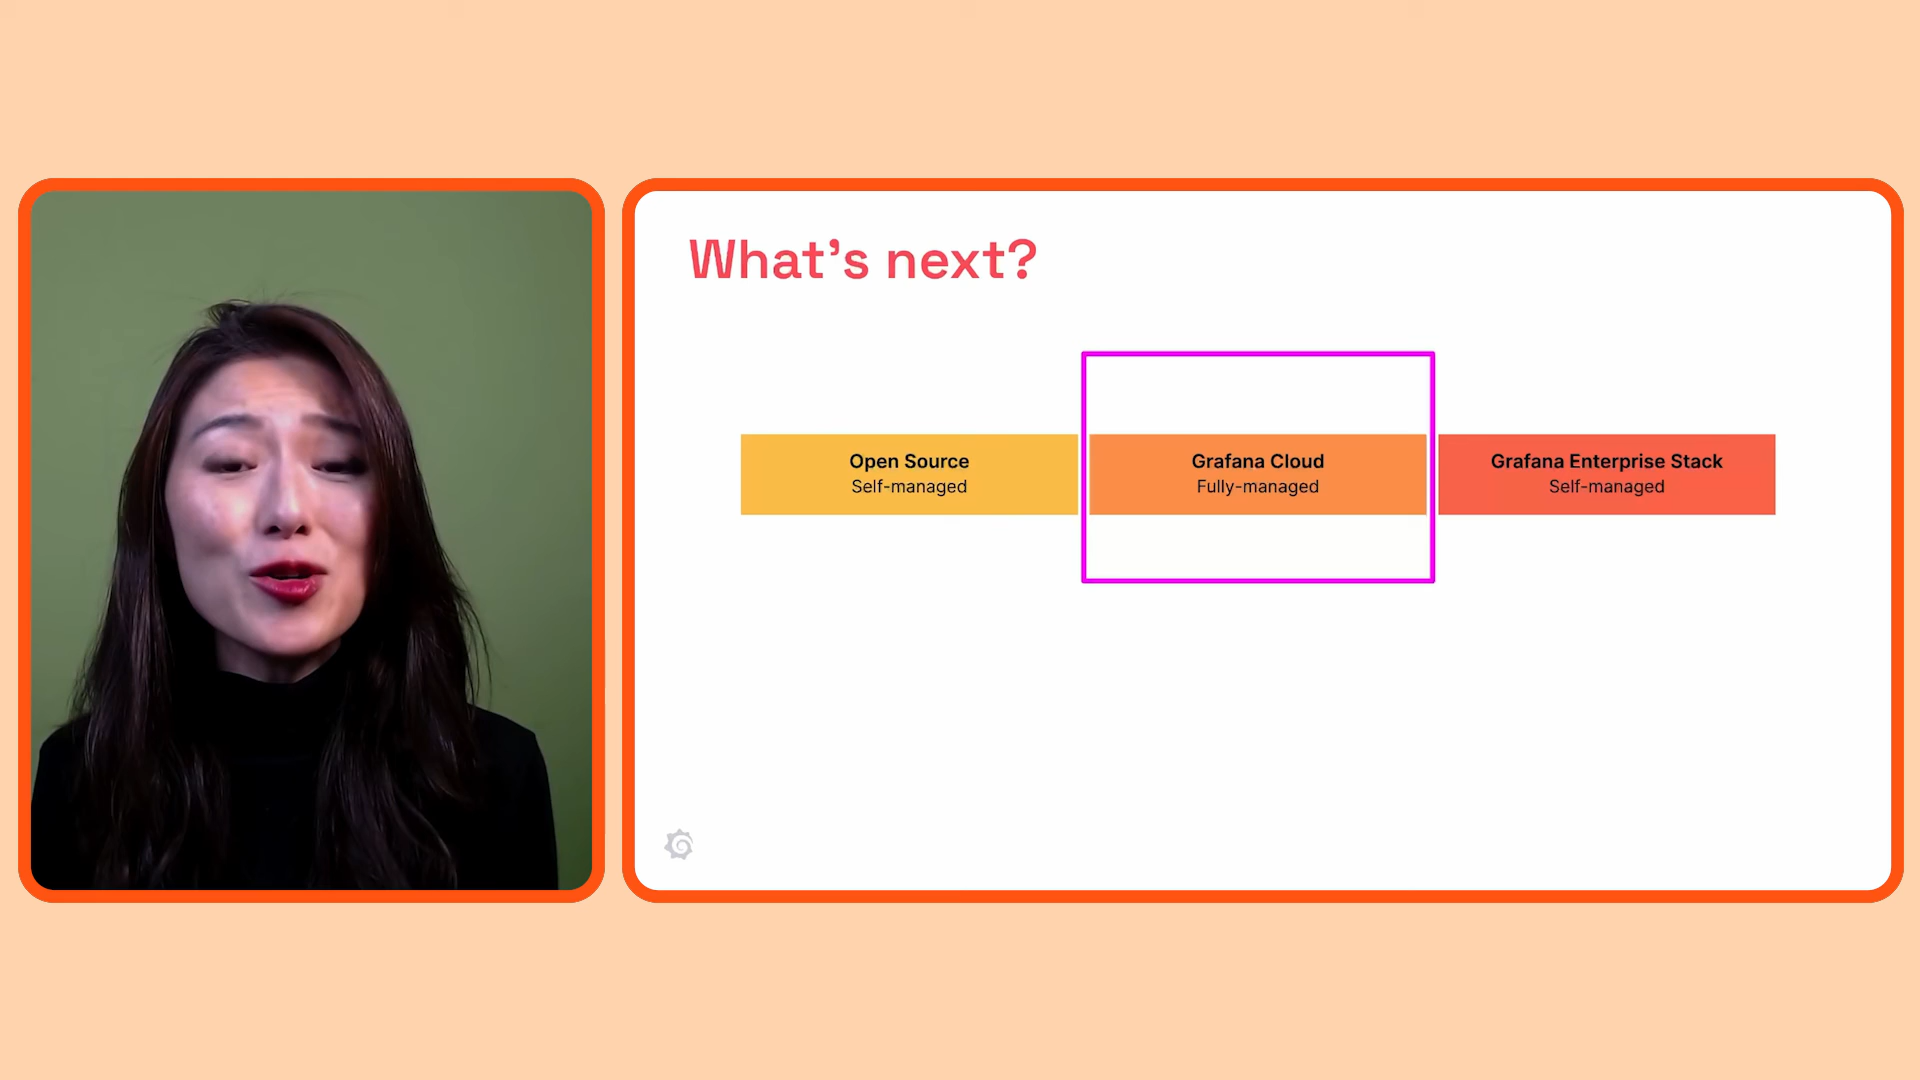 What's next?
Open Source
Self-managed
Grafana Cloud
Fully-managed
Grafana Enterprise Stack
Self-managed